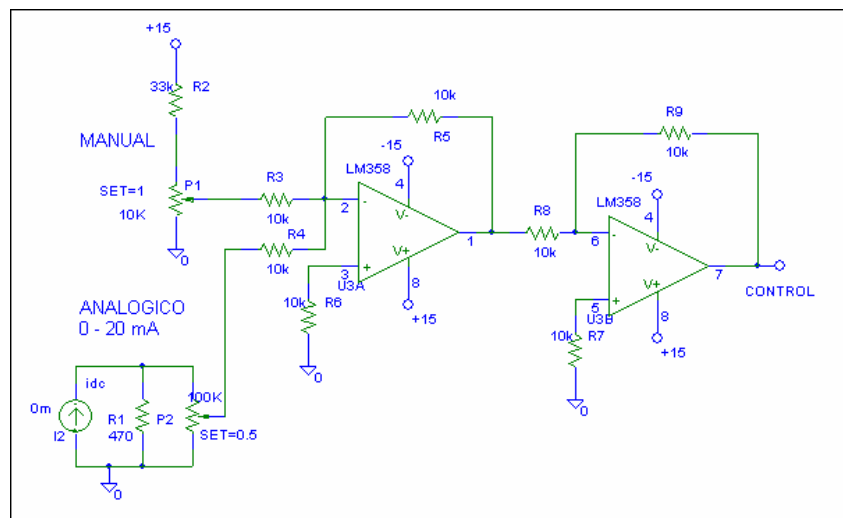 +15
33k R2
MANUAL
SET=1 P1
10K
0
R3
10k
R4
10k
10k
R5
-15
LM358
4
2 -
V-
V+
3 +
1
8
U3A
+15
10k R6
0
R8
10k
R9
10k
-15
LM358
4
6 -
V-
V+
5 +
7
8
U3B
+15
10k R7
0
CONTROL
ANALOGICO
0 - 20 mA
idc
0m
I2
R1
470
P2
100K
SET=0.5
0